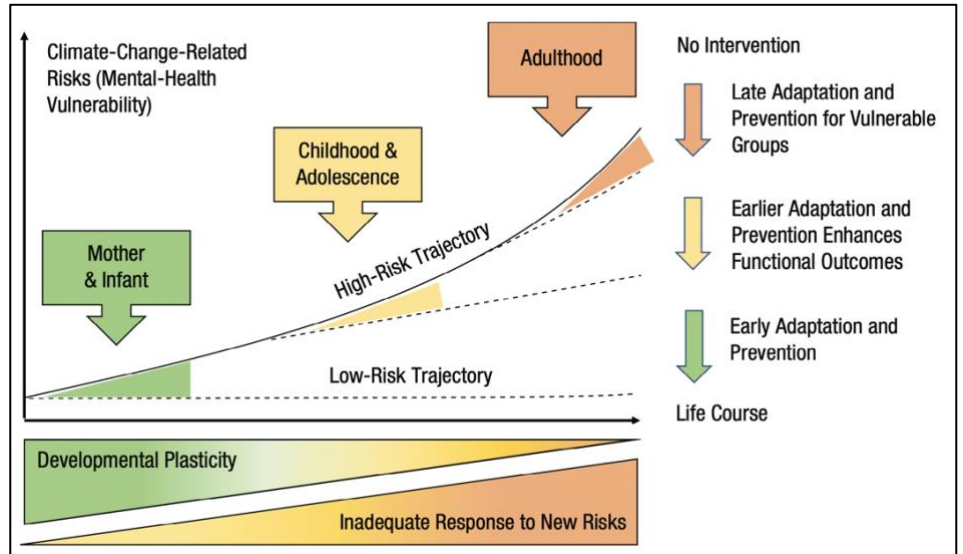 Climate-Change-Related
Risks (Mental-Health
Vulnerability)
Adulthood
Childhood &
Adolescence
Mother
& Infant
High-Risk Trajectory
Low-Risk Trajectory
No Intervention
Late Adaptation and
Prevention for Vulnerable
Groups
Earlier Adaptation and
Prevention Enhances
Functional Outcomes
Early Adaptation and
Prevention
Life Course
Developmental Plasticity
Inadequate Response to New Risks